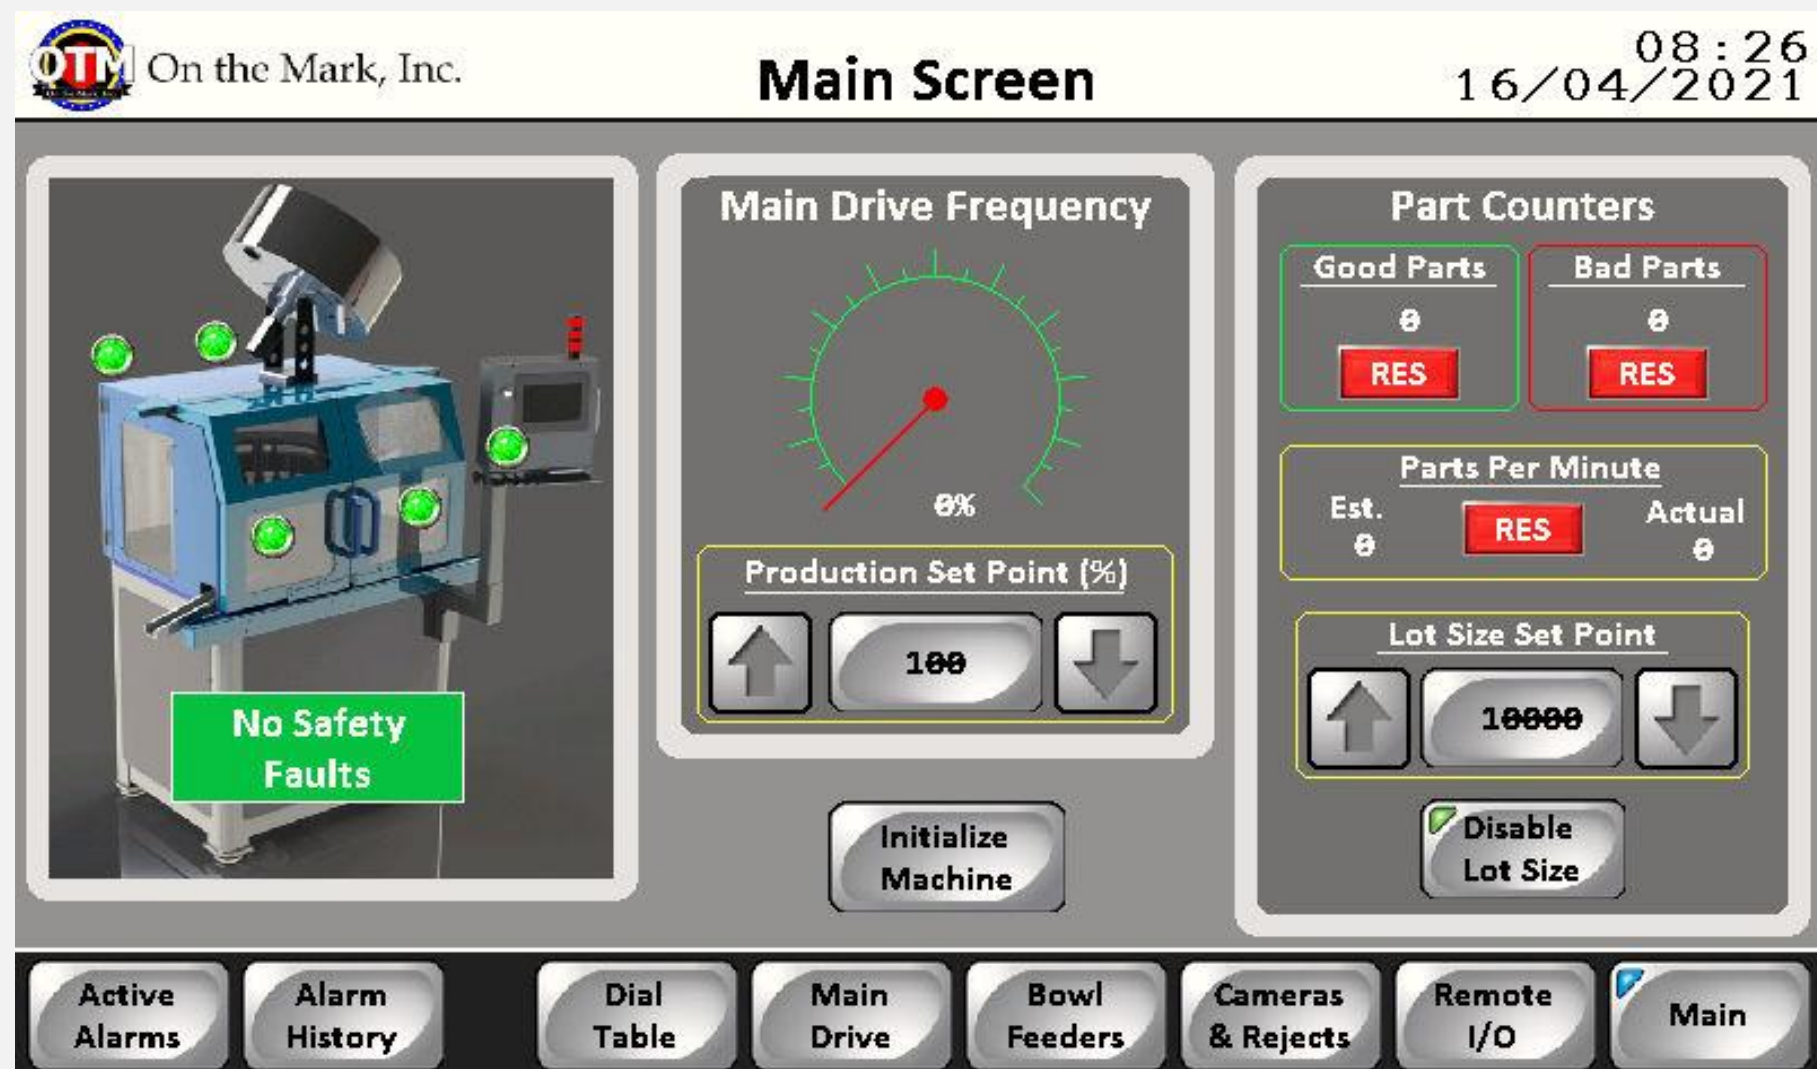 OTM
On the Mark, Inc.
Main Screen
08:26
16/04/2021
No Safety
Faults
Main Drive Frequency
0%
Production Set Point (%)
100
Initialize
Machine
Part Counters
Good Parts
0
RES
Bad Parts
0
RES
Parts Per Minute
Est.
0
RES
Actual
0
Lot Size Set Point
10000
Disable
Lot Size
Active
Alarms
Alarm
History
Dial
Table
Main
Drive
Bowl
Feeders
Cameras
& Rejects
Remote
I/O
Main